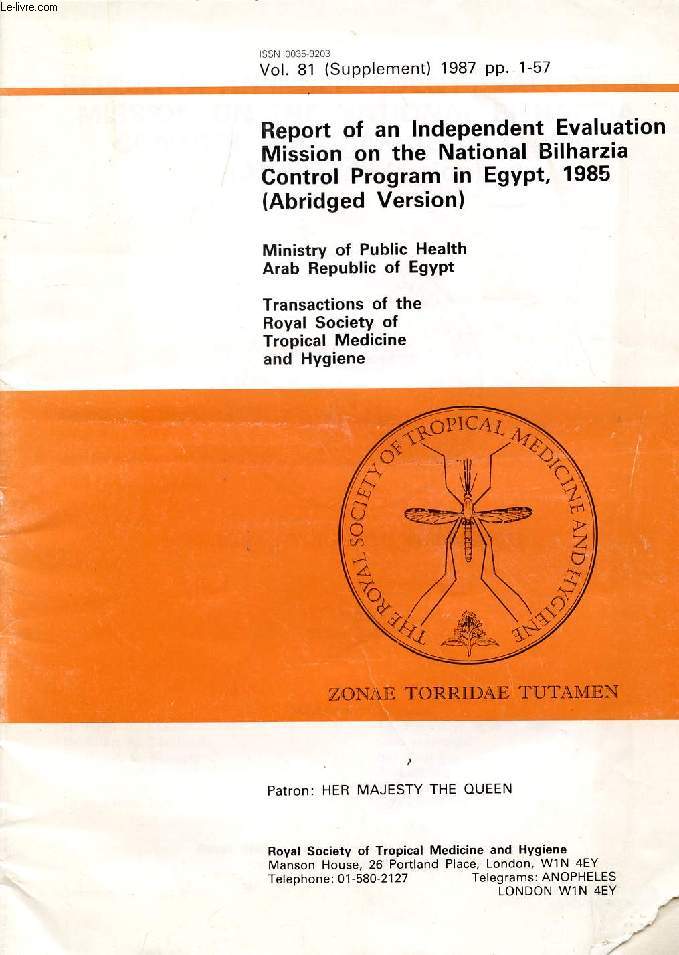 Le-livre.com
ISSN 0035-9203
Vol. 81 (Supplement) 1987 pp. 1-57
Report of an Independent Evaluation
Mission on the National Bilharzia
Control Program in Egypt, 1985
(Abridged Version)
Ministry of Public Health
Arab Republic of Egypt
Transactions of the
Royal Society of
Tropical Medicine
and Hygiene
THE ROYAL SOCIETY OF TROPICAL MEDICINE AND HYGIENE
ZONAE TORRIDAE TUTAMEN
Patron: HER MAJESTY THE QUEEN
Royal Society of Tropical Medicine and Hygiene
Manson House, 26 Portland Place, London, W1N 4EY
Telephone: 01-580-2127 Telegrams: ANOPHELES
LONDON W1N 4EY